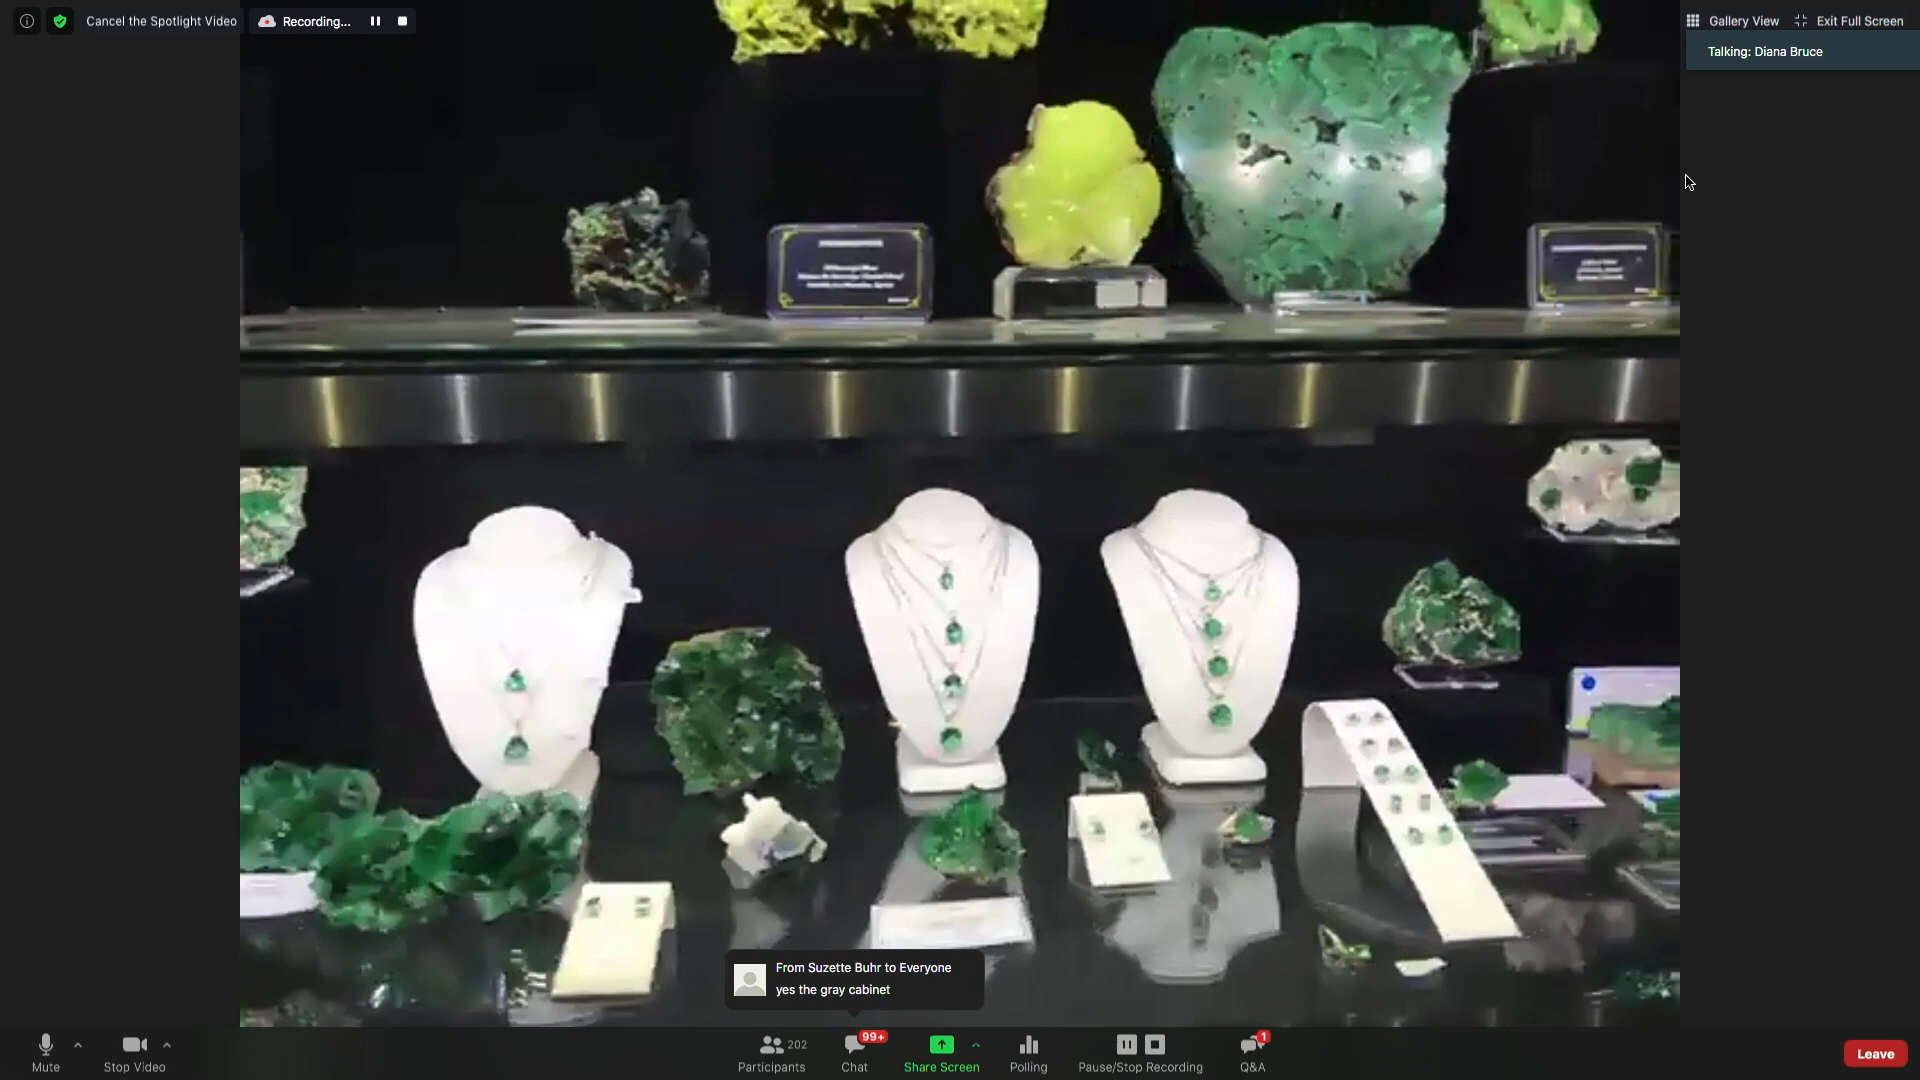 Cancel the Spotlight Video
Recording...
Gallery View
Exit Full Screen
Talking: Diana Bruce
From Suzette Buhr to Everyone
yes the gray cabinet
Mute
Stop Video
202
Participants
99+
Chat
Share Screen
Polling
Pause/Stop Recording
1
Q&A
Leave